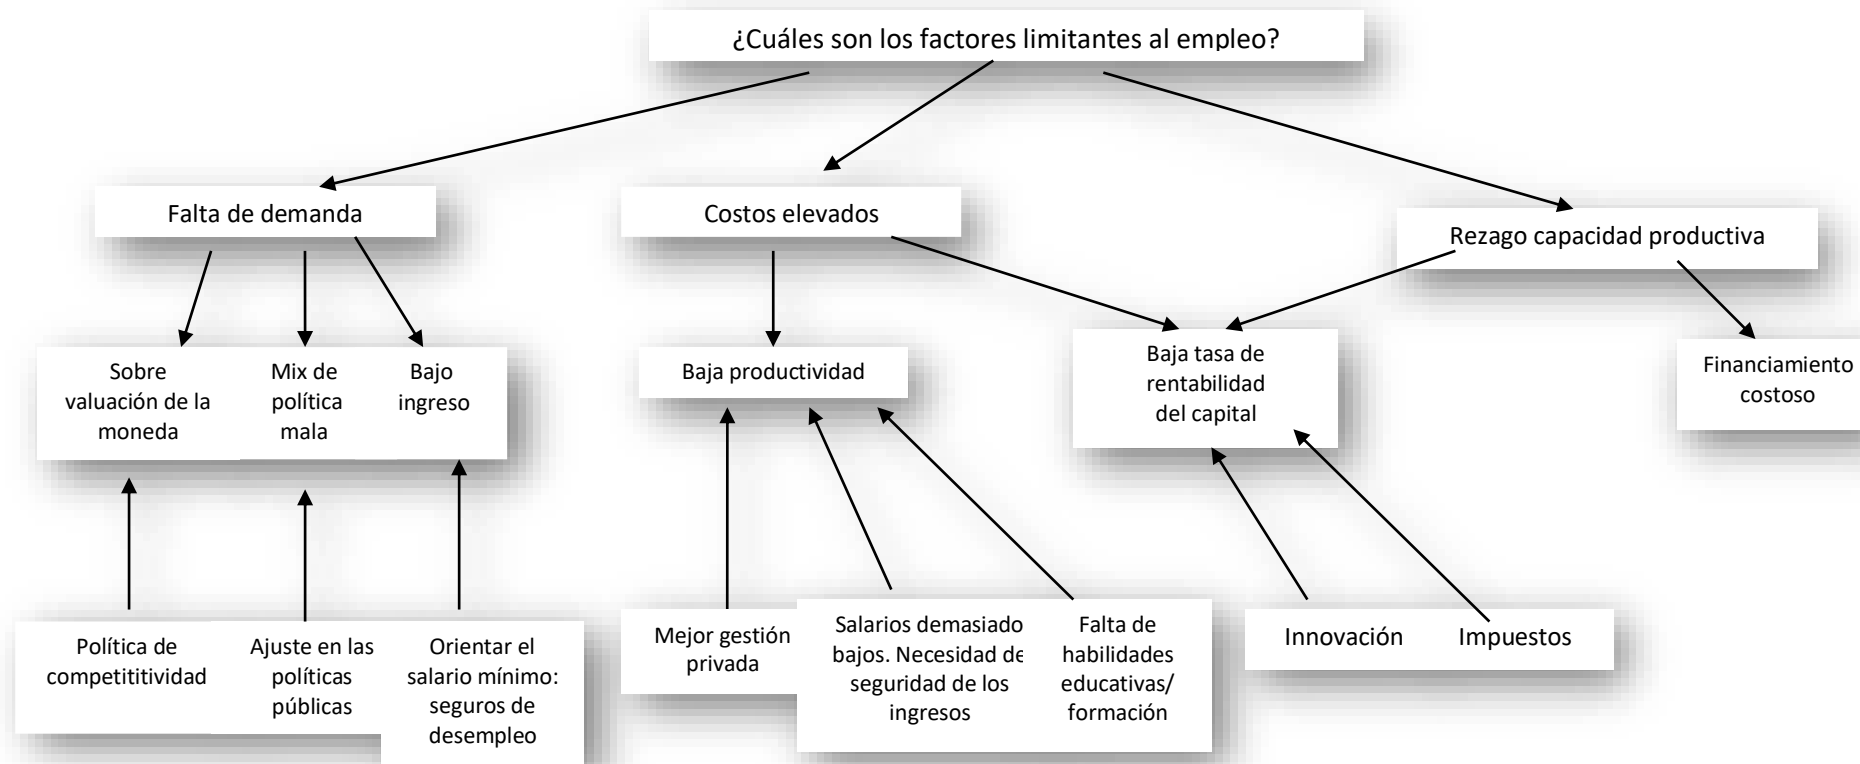 ¿Cuáles son los factores limitantes al empleo?
Falta de demanda
Costos elevados
Rezago capacidad productiva
Sobre
valuación de la
moneda
Mix de
política
mala
Bajo
ingreso
Baja productividad
Baja tasa de
rentabilidad
del capital
Financiamiento
costoso
Política de
competititividad
Ajuste en las
políticas
públicas
Orientar el
salario mínimo:
seguros de
desempleo
Mejor gestión
privada
Salarios demasiado
bajos. Necesidad de
seguridad de los
ingresos
Falta de
habilidades
educativas/
formación
Innovación
Impuestos